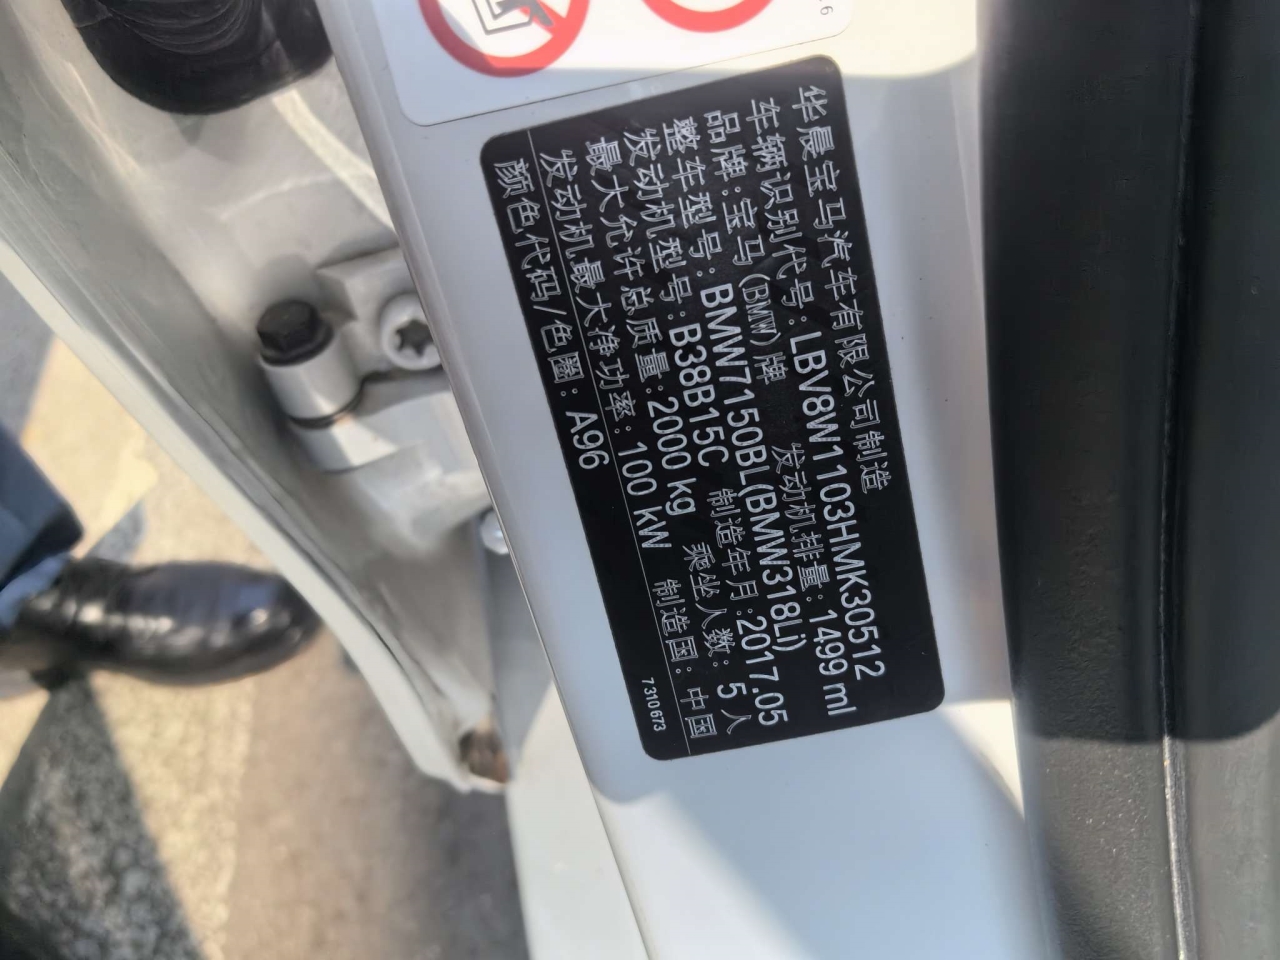 华晨宝马汽车有限公司制造
车辆识别代号:LBV8W1103HMK30512
品牌:宝马(BMW)牌 发动机排量:1499 ml
整车型号:BMW7150BL(BMW318Li)
发动机型号:B38B15C 制造年月:2017.05
最大允许总质量:2000 kg 乘坐人数:5人
发动机最大净功率:100 kW 制造国:中国
颜色代码/色圈:A96
7310673